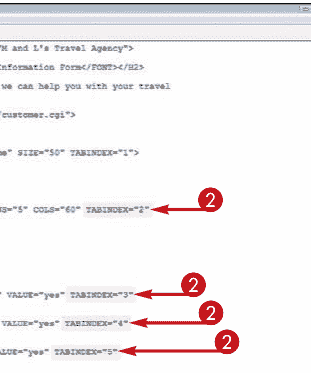 "M and L's Travel Agency">
Information Form</FONT></H2>
we can help you with your travel
/customer.cgi">
" SIZE="50" TABINDEX="1">
="5" COLS="60" TABINDEX="2" 2
" VALUE="yes" TABINDEX="3" 2
VALUE="yes" TABINDEX="4" 2
="yes" TABINDEX="5" 2